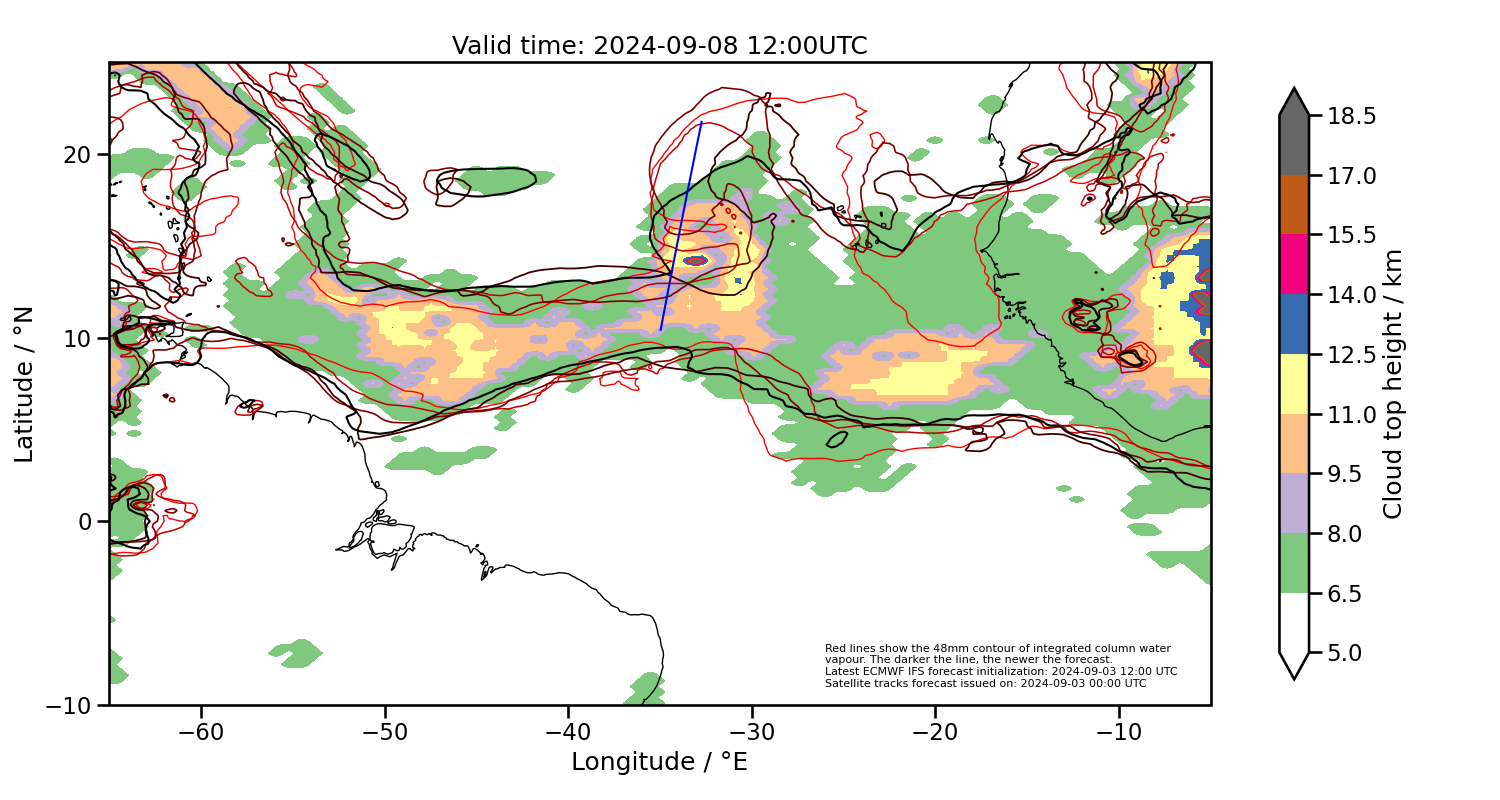 Valid time: 2024-09-08 12:00UTC
Latitude / °N
20
10
0
−10
−60
−50
−40
−30
−20
−10
Longitude / °E
Red lines show the 48mm contour of integrated column water
vapour. The darker the line, the newer the forecast.
Latest ECMWF IFS forecast initialization: 2024-09-03 12:00 UTC
Satellite tracks forecast issued on: 2024-09-03 00:00 UTC
18.5
17.0
15.5
14.0
12.5
11.0
9.5
8.0
6.5
5.0
Cloud top height / km